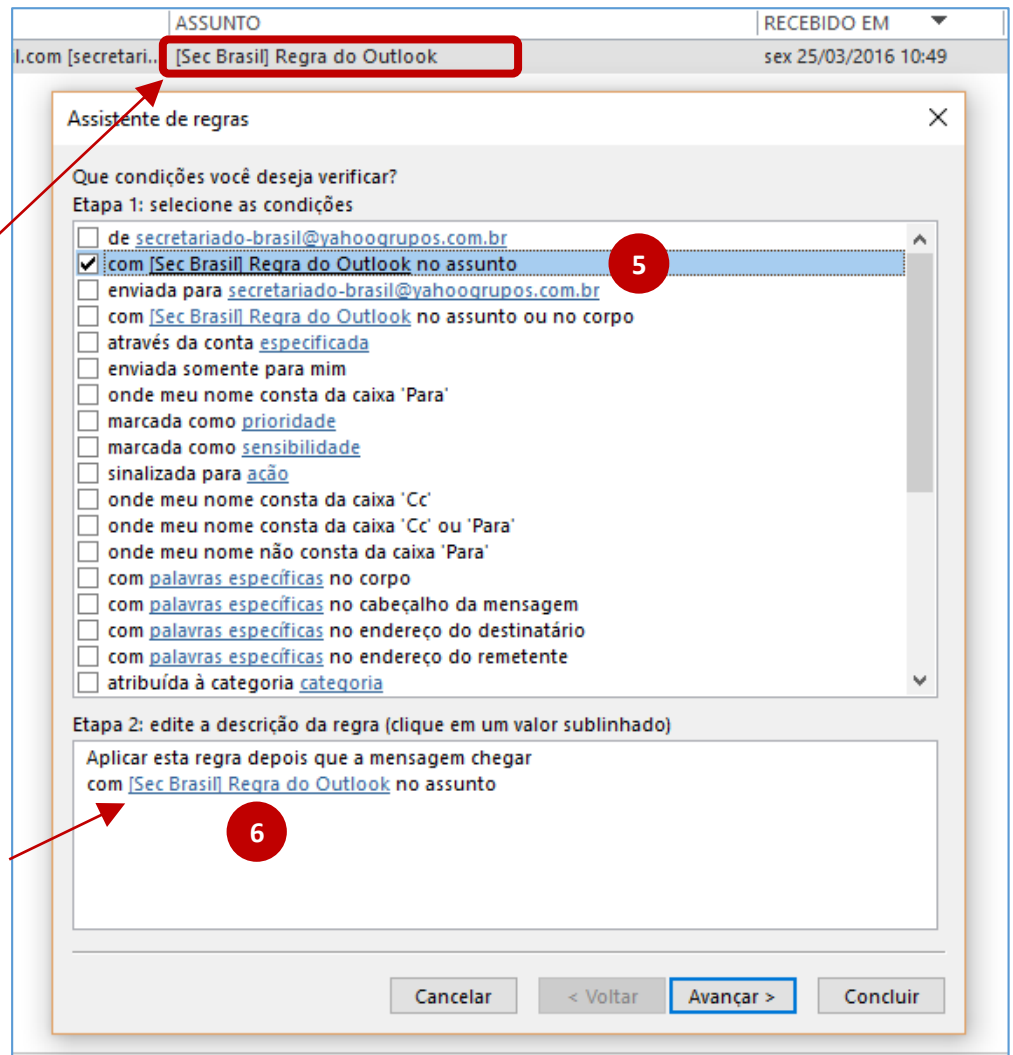 ASSUNTO RECEBIDO EM
l.com [secretari... [Sec Brasil] Regra do Outlook sex 25/03/2016 10:49
Assistente de regras
Que condições você deseja verificar?
Etapa 1: selecione as condições
de secretariado-brasil@yahoogrupos.com.br
com [Sec Brasil] Regra do Outlook no assunto 5
enviada para secretariado-brasil@yahoogrupos.com.br
com [Sec Brasil] Regra do Outlook no assunto ou no corpo
através da conta especificada
enviada somente para mim
onde meu nome consta da caixa 'Para'
marcada como prioridade
marcada como sensibilidade
sinalizada para ação
onde meu nome consta da caixa 'Cc'
onde meu nome consta da caixa 'Cc' ou 'Para'
onde meu nome não consta da caixa 'Para'
com palavras específicas no corpo
com palavras específicas no cabeçalho da mensagem
com palavras específicas no endereço do destinatário
com palavras específicas no endereço do remetente
atribuída à categoria categoria
Etapa 2: edite a descrição da regra (clique em um valor sublinhado)
Aplicar esta regra depois que a mensagem chegar
com [Sec Brasil] Regra do Outlook no assunto
6
Cancelar < Voltar Avançar > Concluir